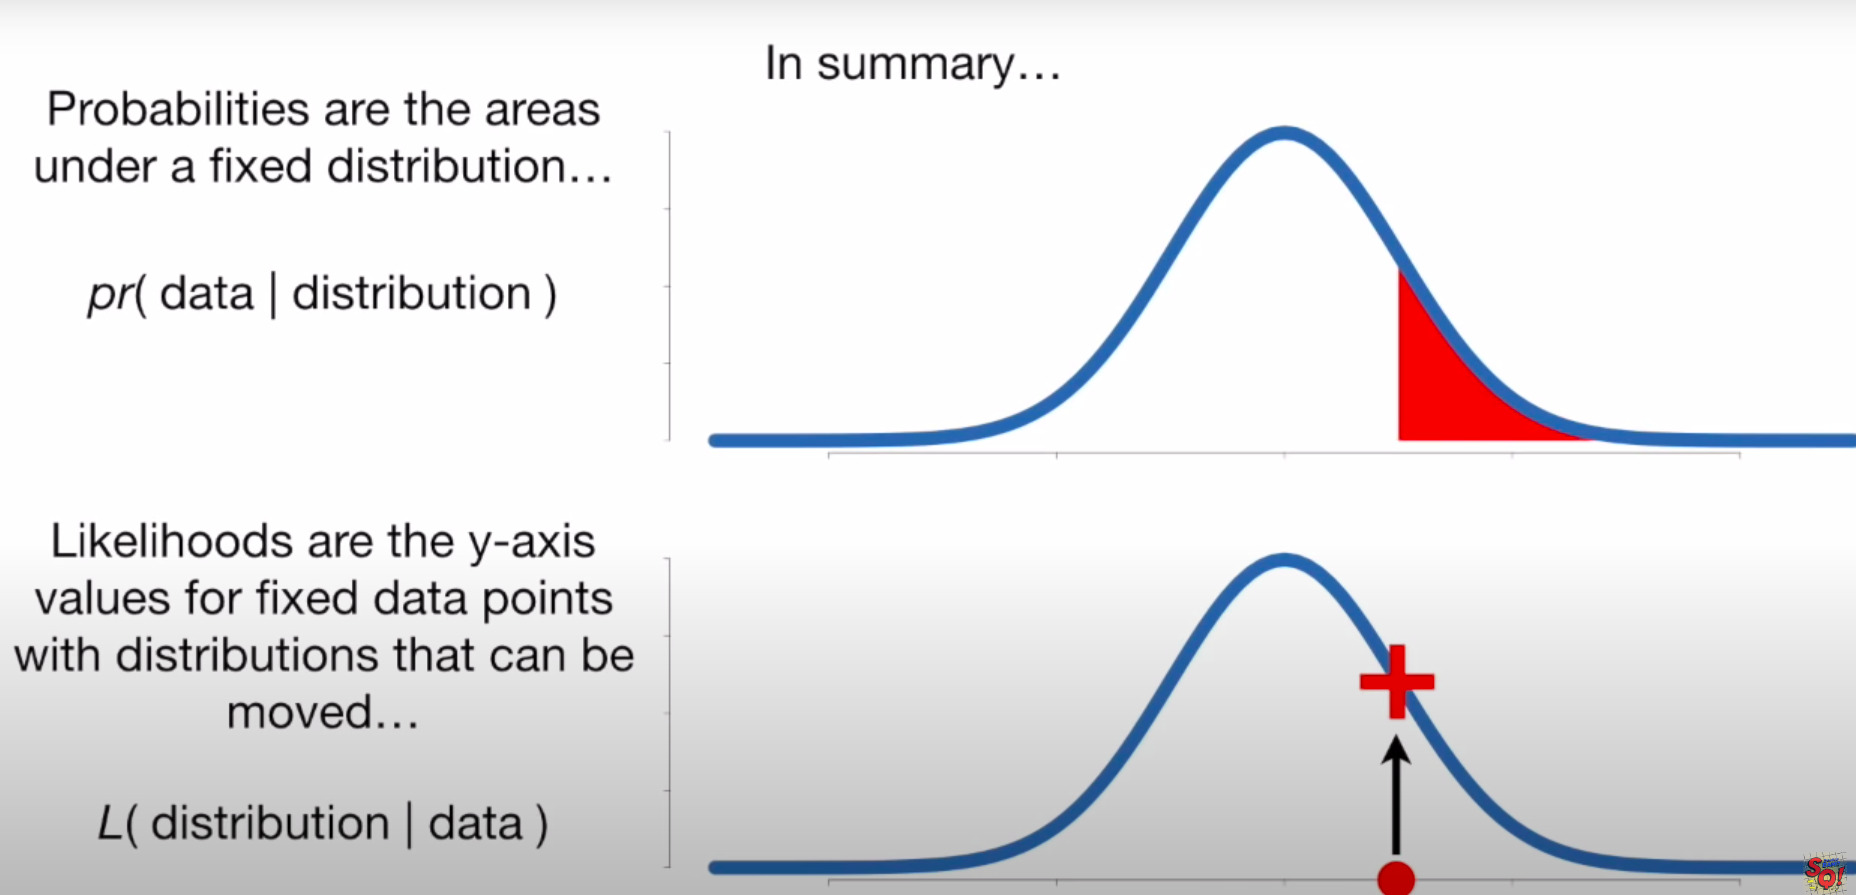 In summary…
Probabilities are the areas
under a fixed distribution…
pr( data | distribution )
Likelihoods are the y-axis
values for fixed data points
with distributions that can be
moved…
L( distribution | data )
SQ!